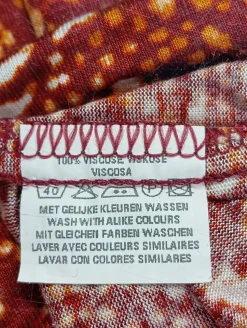 100% VISCOSE VISKOSE
VISCOSA
40 P
MET GELIJKE KLEUREN WASSEN
WASH WITH ALIKE COLOURS
MIT GLEICHEN FARBEN WASCHEN
LAVER AVEC COULEURS SIMILAIRES
LAVAR CON COLORES SIMILARES